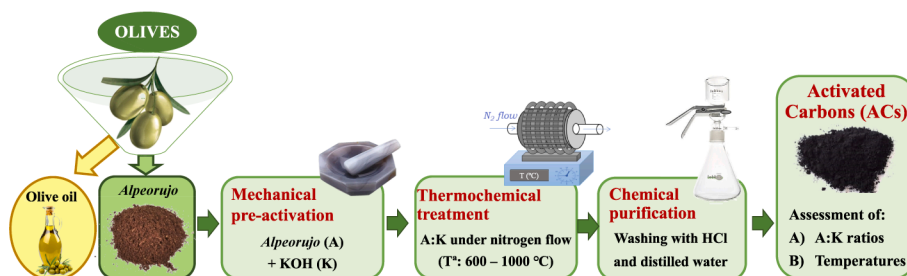 OLIVES
Olive oil
Alpeorujo
Mechanical
pre-activation
Alpeorujo (A)
+ KOH (K)
N₂ flow
T (°C)
Thermochemical
treatment
A:K under nitrogen flow
(Tª: 600 – 1000 °C)
Chemical
purification
Washing with HCl
and distilled water
Activated
Carbons (ACs)
Assessment of:
A) A:K ratios
B) Temperatures